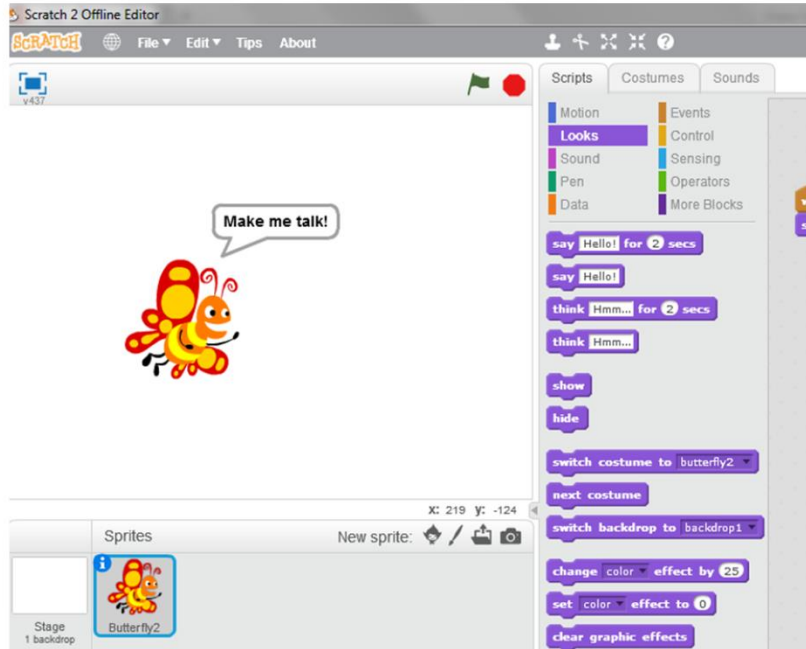 Scratch 2 Offline Editor
SCRATCH File Edit Tips About
v437
Make me talk!
X: 219 y: -124
Sprites New sprite:
Stage
1 backdrop
Butterfly2
Scripts Costumes Sounds
Motion Events
Looks Control
Sound Sensing
Pen Operators
Data More Blocks
say Hello! for 2 secs
say Hello!
think Hmm... for 2 secs
think Hmm...
show
hide
switch costume to butterfly2
next costume
switch backdrop to backdrop1
change color effect by 25
set color effect to 0
clear graphic effects